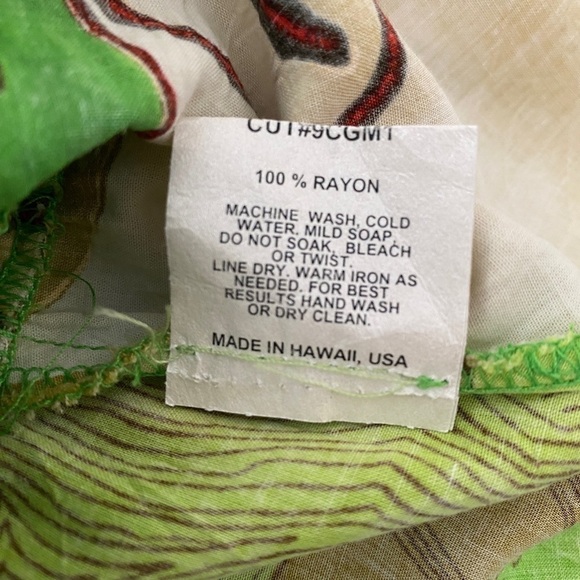 CUT#9CGM1
100 % RAYON
MACHINE WASH, COLD
WATER. MILD SOAP.
DO NOT SOAK, BLEACH
OR TWIST.
LINE DRY. WARM IRON AS
NEEDED. FOR BEST
RESULTS HAND WASH
OR DRY CLEAN.
MADE IN HAWAII, USA